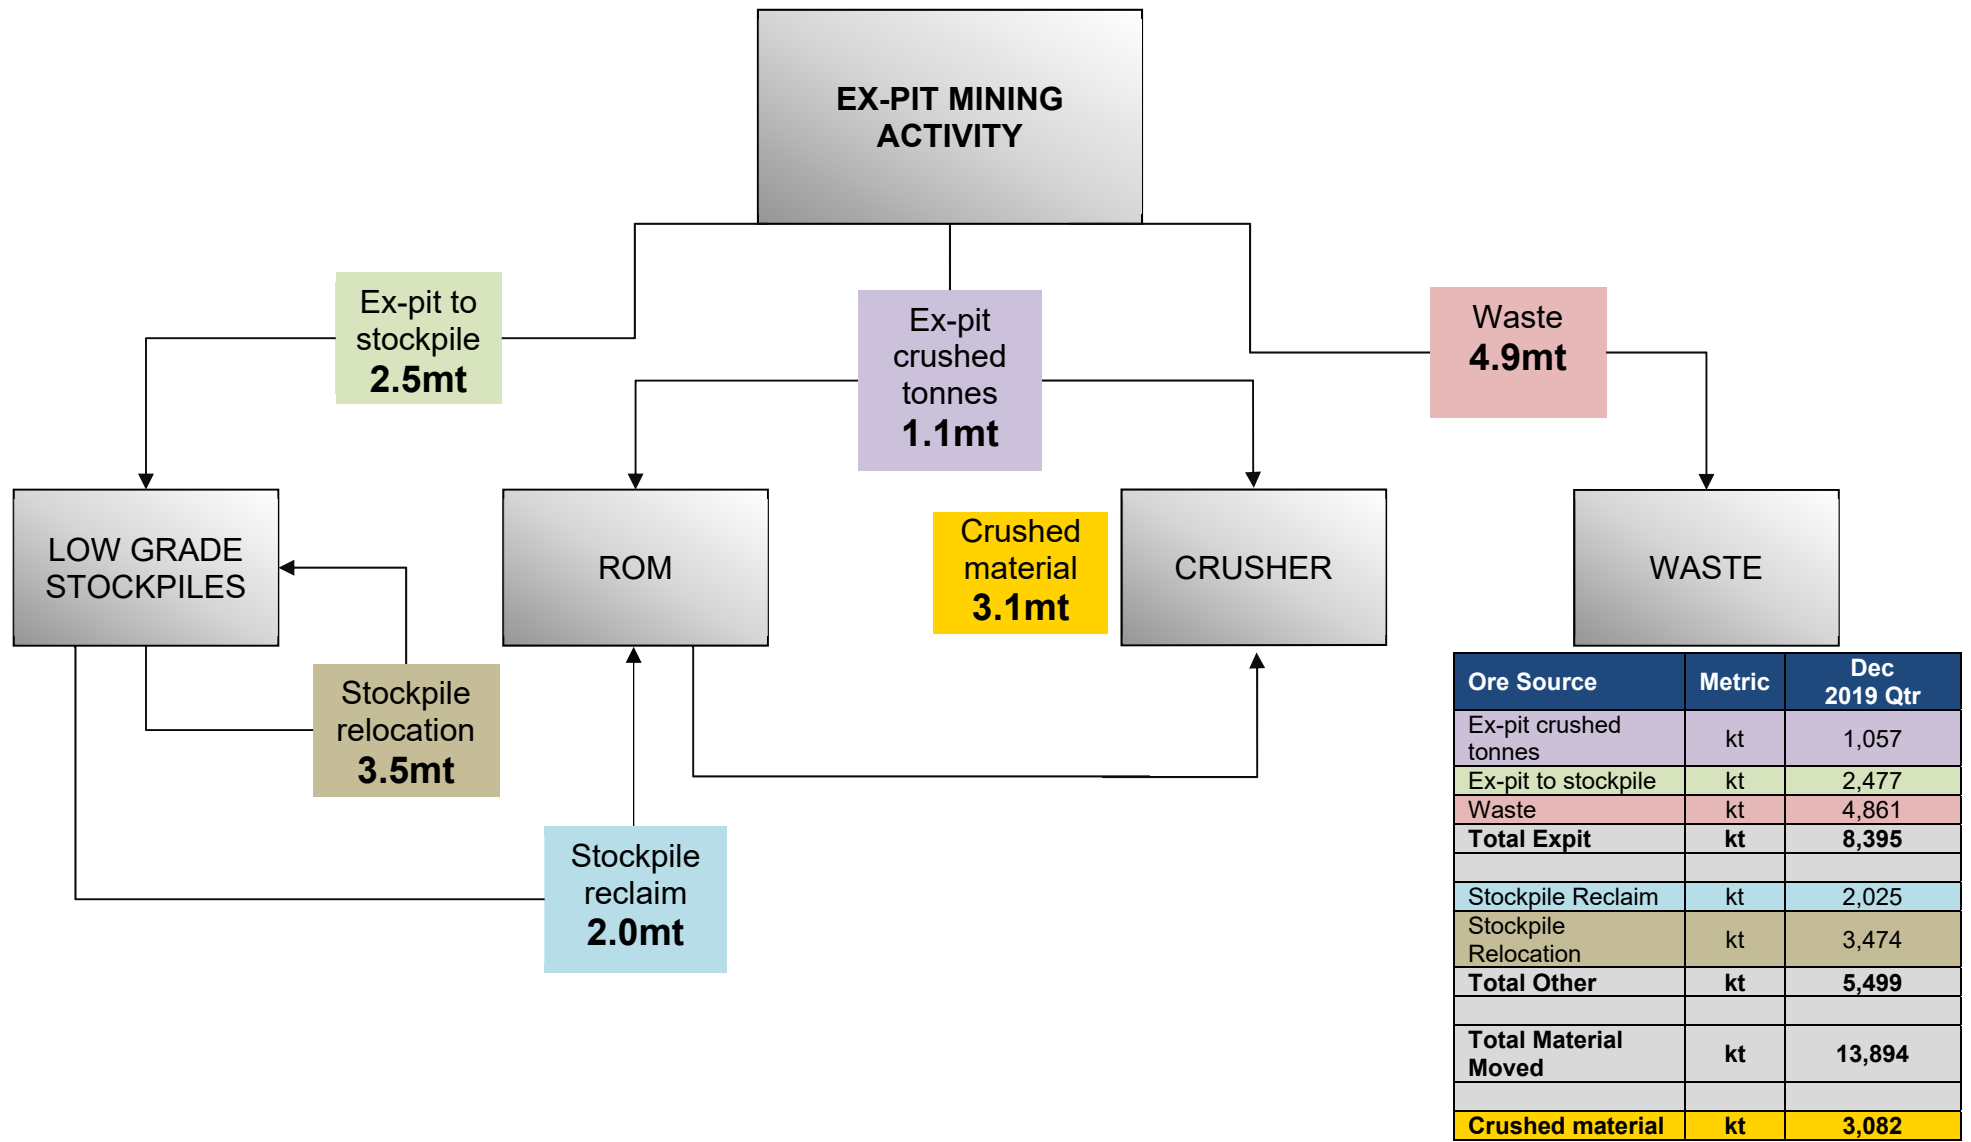 EX-PIT MINING
ACTIVITY
Ex-pit to
stockpile
2.5mt
Ex-pit
crushed
tonnes
1.1mt
Waste
4.9mt
LOW GRADE
STOCKPILES
ROM
Crushed
material
3.1mt
CRUSHER
WASTE
Stockpile
relocation
3.5mt
Stockpile
reclaim
2.0mt
Ore Source Metric Dec
2019 Qtr
Ex-pit crushed
tonnes kt 1,057
Ex-pit to stockpile kt 2,477
Waste kt 4,861
Total Expit kt 8,395
Stockpile Reclaim kt 2,025
Stockpile
Relocation kt 3,474
Total Other kt 5,499
Total Material
Moved kt 13,894
Crushed material kt 3,082